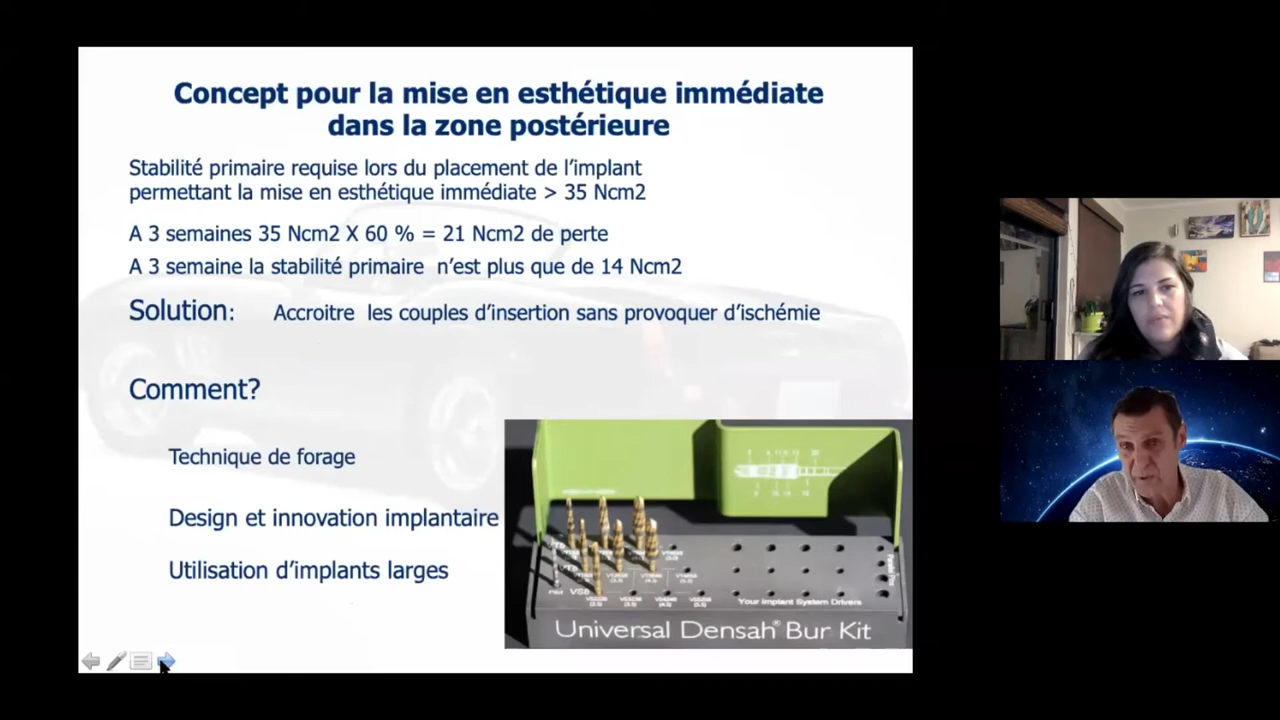 Concept pour la mise en esthétique immédiate
dans la zone postérieure
Stabilité primaire requise lors du placement de l'implant
permettant la mise en esthétique immédiate > 35 Ncm2
A 3 semaines 35 Ncm2 X 60 % = 21 Ncm2 de perte
A 3 semaine la stabilité primaire n'est plus que de 14 Ncm2
Solution: Accroitre les couples d'insertion sans provoquer d'ischémie
Comment?
Technique de forage
Design et innovation implantaire
Utilisation d'implants larges
Your Implant System Drivers
Universal Densah® Bur Kit